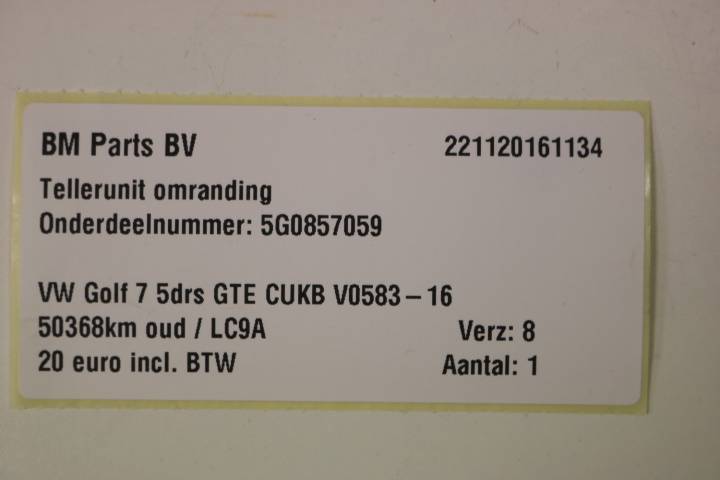 BM Parts BV 221120161134
Tellerunit omranding
Onderdeelnummer: 5G0857059
VW Golf 7 5drs GTE CUKB V0583 – 16
50368km oud / LC9A Verz: 8
20 euro incl. BTW Aantal: 1